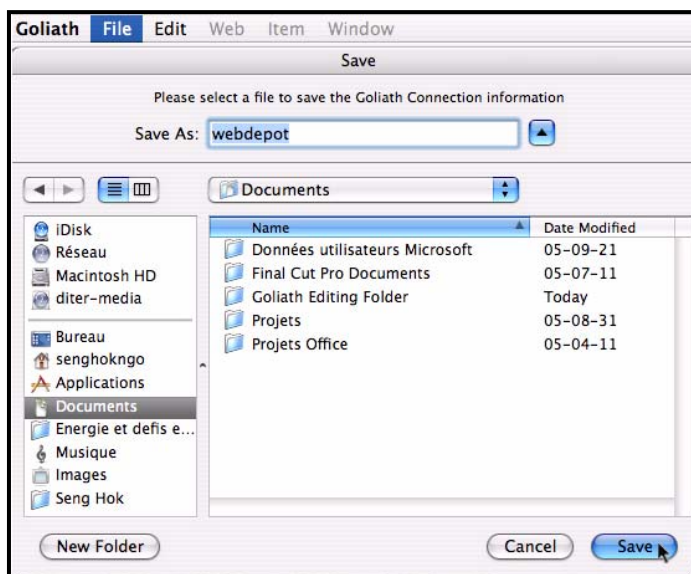 Goliath File Edit Web Item Window
Save
Please select a file to save the Goliath Connection information
Save As: webdepot
Documents
Name Date Modified
iDisk
Réseau
Macintosh HD
diter-media
Bureau
senghokngo
Applications
Documents
Energie et defis e...
Musique
Images
Seng Hok
Données utilisateurs Microsoft 05-09-21
Final Cut Pro Documents 05-07-11
Goliath Editing Folder Today
Projets 05-08-31
Projets Office 05-04-11
New Folder Cancel Save